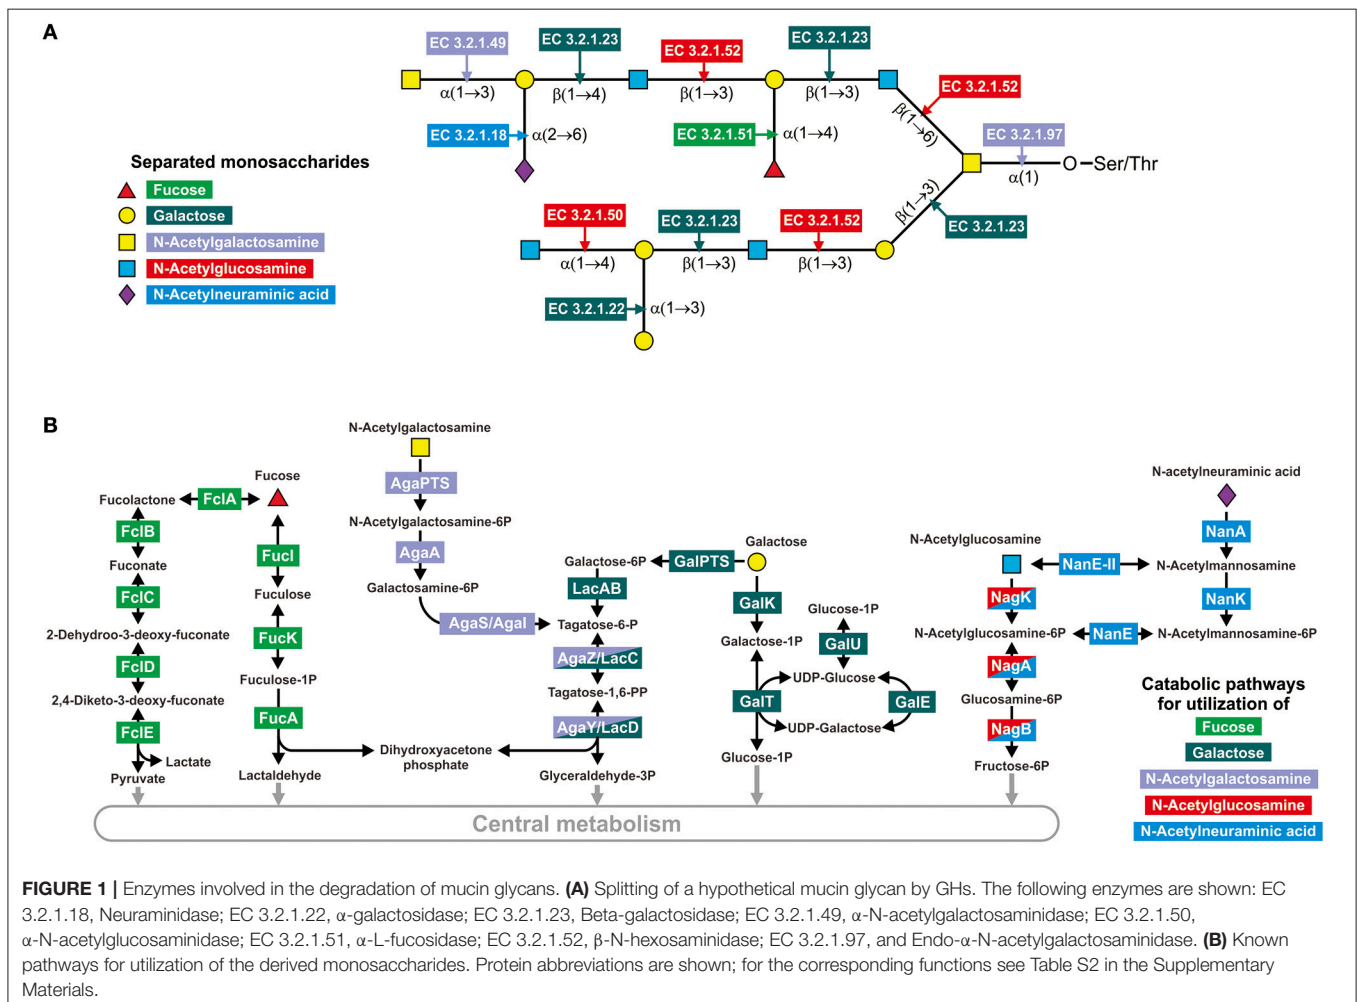 A
EC 3.2.1.49
EC 3.2.1.23
EC 3.2.1.52
EC 3.2.1.23
α(1→3)
β(1→4)
β(1→3)
β(1→3)
EC 3.2.1.52
β(1→6)
EC 3.2.1.18
α(2→6)
EC 3.2.1.51
α(1→4)
EC 3.2.1.97
α(1)
O–Ser/Thr
Separated monosaccharides
Fucose
Galactose
N-Acetylgalactosamine
N-Acetylglucosamine
N-Acetylneuraminic acid
EC 3.2.1.50
EC 3.2.1.23
EC 3.2.1.52
β(1→3)
EC 3.2.1.23
α(1→4)
β(1→3)
β(1→3)
EC 3.2.1.22
α(1→3)
B
N-Acetylgalactosamine
AgaPTS
N-Acetylgalactosamine-6P
AgaA
Galactosamine-6P
AgaS/AgaI
Fucose
Fucolactone
FclA
FclB
Fuconate
FclC
2-Dehydroo-3-deoxy-fuconate
FclD
2,4-Diketo-3-deoxy-fuconate
FclE
Lactate
Pyruvate
FucI
Fuculose
FucK
Fuculose-1P
FucA
Lactaldehyde
Dihydroxyacetone
phosphate
Galactose
Galactose-6P
GalPTS
LacAB
Tagatose-6-P
AgaZ/LacC
Tagatose-1,6-PP
AgaY/LacD
Glyceraldehyde-3P
GalK
Galactose-1P
Glucose-1P
GalU
UDP-Glucose
GalT
GalE
UDP-Galactose
Glucose-1P
N-acetylneuraminic acid
NanA
N-Acetylglucosamine
NanE-II
N-Acetylmannosamine
NagK
NanK
N-Acetylglucosamine-6P
NanE
N-Acetylmannosamine-6P
NagA
Glucosamine-6P
NagB
Fructose-6P
Catabolic pathways
for utilization of
Fucose
Galactose
N-Acetylgalactosamine
N-Acetylglucosamine
N-Acetylneuraminic acid
Central metabolism
FIGURE 1 | Enzymes involved in the degradation of mucin glycans. (A) Splitting of a hypothetical mucin glycan by GHs. The following enzymes are shown: EC
3.2.1.18, Neuraminidase; EC 3.2.1.22, α-galactosidase; EC 3.2.1.23, Beta-galactosidase; EC 3.2.1.49, α-N-acetylgalactosaminidase; EC 3.2.1.50,
α-N-acetylglucosaminidase; EC 3.2.1.51, α-L-fucosidase; EC 3.2.1.52, β-N-hexosaminidase; EC 3.2.1.97, and Endo-α-N-acetylgalactosaminidase. (B) Known
pathways for utilization of the derived monosaccharides. Protein abbreviations are shown; for the corresponding functions see Table S2 in the Supplementary
Materials.